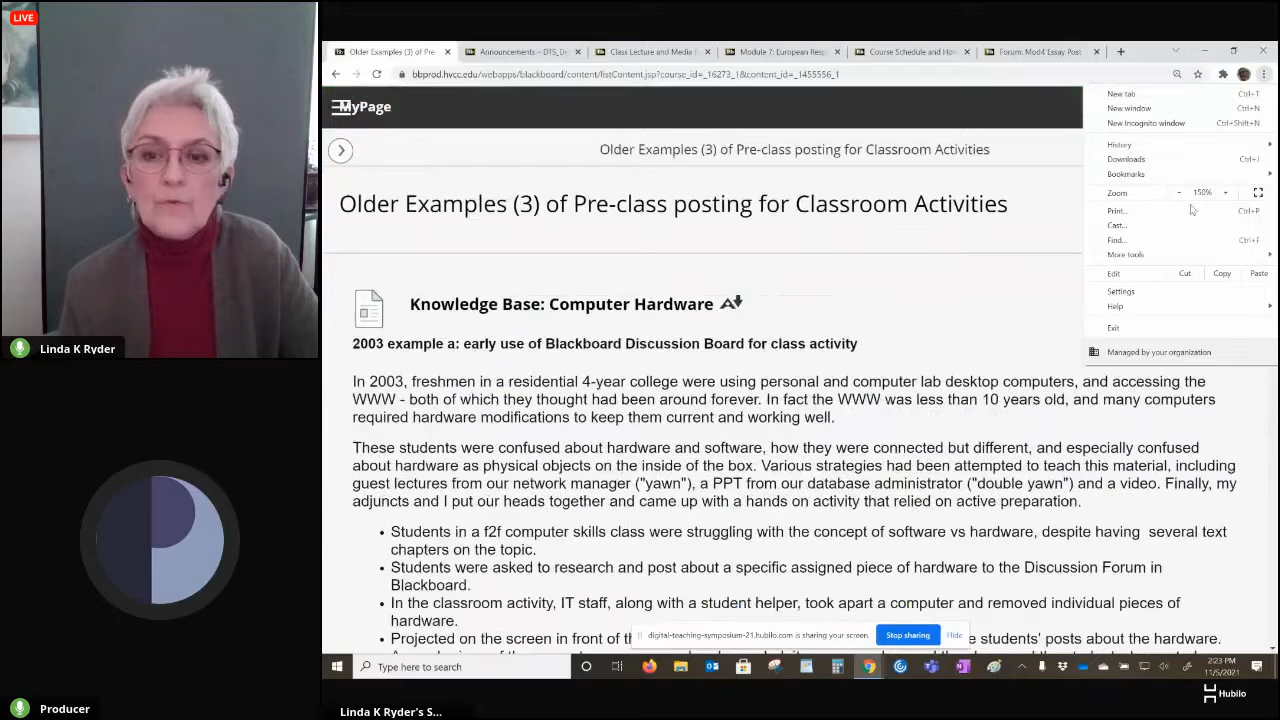 LIVE
Older Examples (3) of Pre
Announcements – DTS_De
Class Lecture and Media
Module 7: European Resp
Course Schedule and Ho
Forum: Mod4 Essay Post
bbprod.hvcc.edu/webapps/blackboard/content/listContent.jsp?course_id=_16273_1&content_id=_1455556_1
MyPage
New tab Ctrl+T
New window Ctrl+N
New Incognito window Ctrl+Shift+N
History
Downloads Ctrl+J
Bookmarks
Zoom - 150% +
Print... Ctrl+P
Cast...
Find... Ctrl+F
More tools
Edit Cut Copy Paste
Settings
Help
Exit
Managed by your organization
Older Examples (3) of Pre-class posting for Classroom Activities
Older Examples (3) of Pre-class posting for Classroom Activities
Knowledge Base: Computer Hardware
2003 example a: early use of Blackboard Discussion Board for class activity
In 2003, freshmen in a residential 4-year college were using personal and computer lab desktop computers, and accessing the
WWW - both of which they thought had been around forever. In fact the WWW was less than 10 years old, and many computers
required hardware modifications to keep them current and working well.
These students were confused about hardware and software, how they were connected but different, and especially confused
about hardware as physical objects on the inside of the box. Various strategies had been attempted to teach this material, including
guest lectures from our network manager ("yawn"), a PPT from our database administrator ("double yawn") and a video. Finally, my
adjuncts and I put our heads together and came up with a hands on activity that relied on active preparation.
• Students in a f2f computer skills class were struggling with the concept of software vs hardware, despite having several text
chapters on the topic.
• Students were asked to research and post about a specific assigned piece of hardware to the Discussion Forum in
Blackboard.
• In the classroom activity, IT staff, along with a student helper, took apart a computer and removed individual pieces of
hardware.
• Projected on the screen in front of th
e students' posts about the hardware.
digital-teaching-symposium-21.hubilo.com is sharing your screen.
Stop sharing
Hide
Type here to search
2:23 PM
11/5/2021
Linda K Ryder
Producer
Linda K Ryder's S...
Hubilo